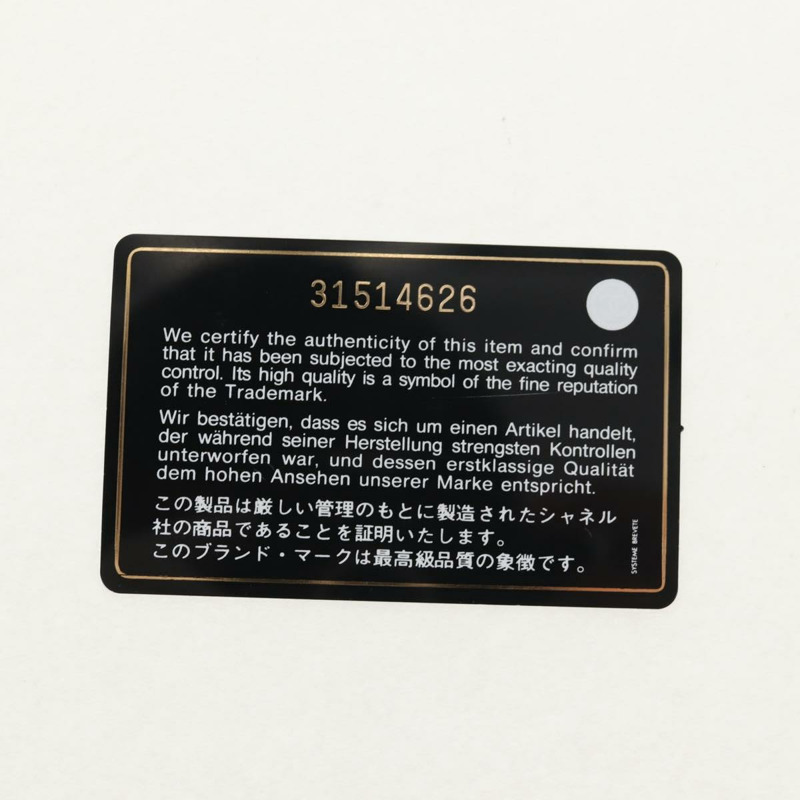 31514626
We certify the authenticity of this item and confirm
that it has been subjected to the most exacting quality
control. Its high quality is a symbol of the fine reputation
of the Trademark.
Wir bestätigen, dass es sich um einen Artikel handelt,
der während seiner Herstellung strengsten Kontrollen
unterworfen war, und dessen erstklassige Qualität
dem hohen Ansehen unserer Marke entspricht.
この製品は厳しい管理のもとに製造されたシャネル
社の商品であることを証明いたします。
このブランド・マークは最高級品質の象徴です。
SYSTEME BREVETE